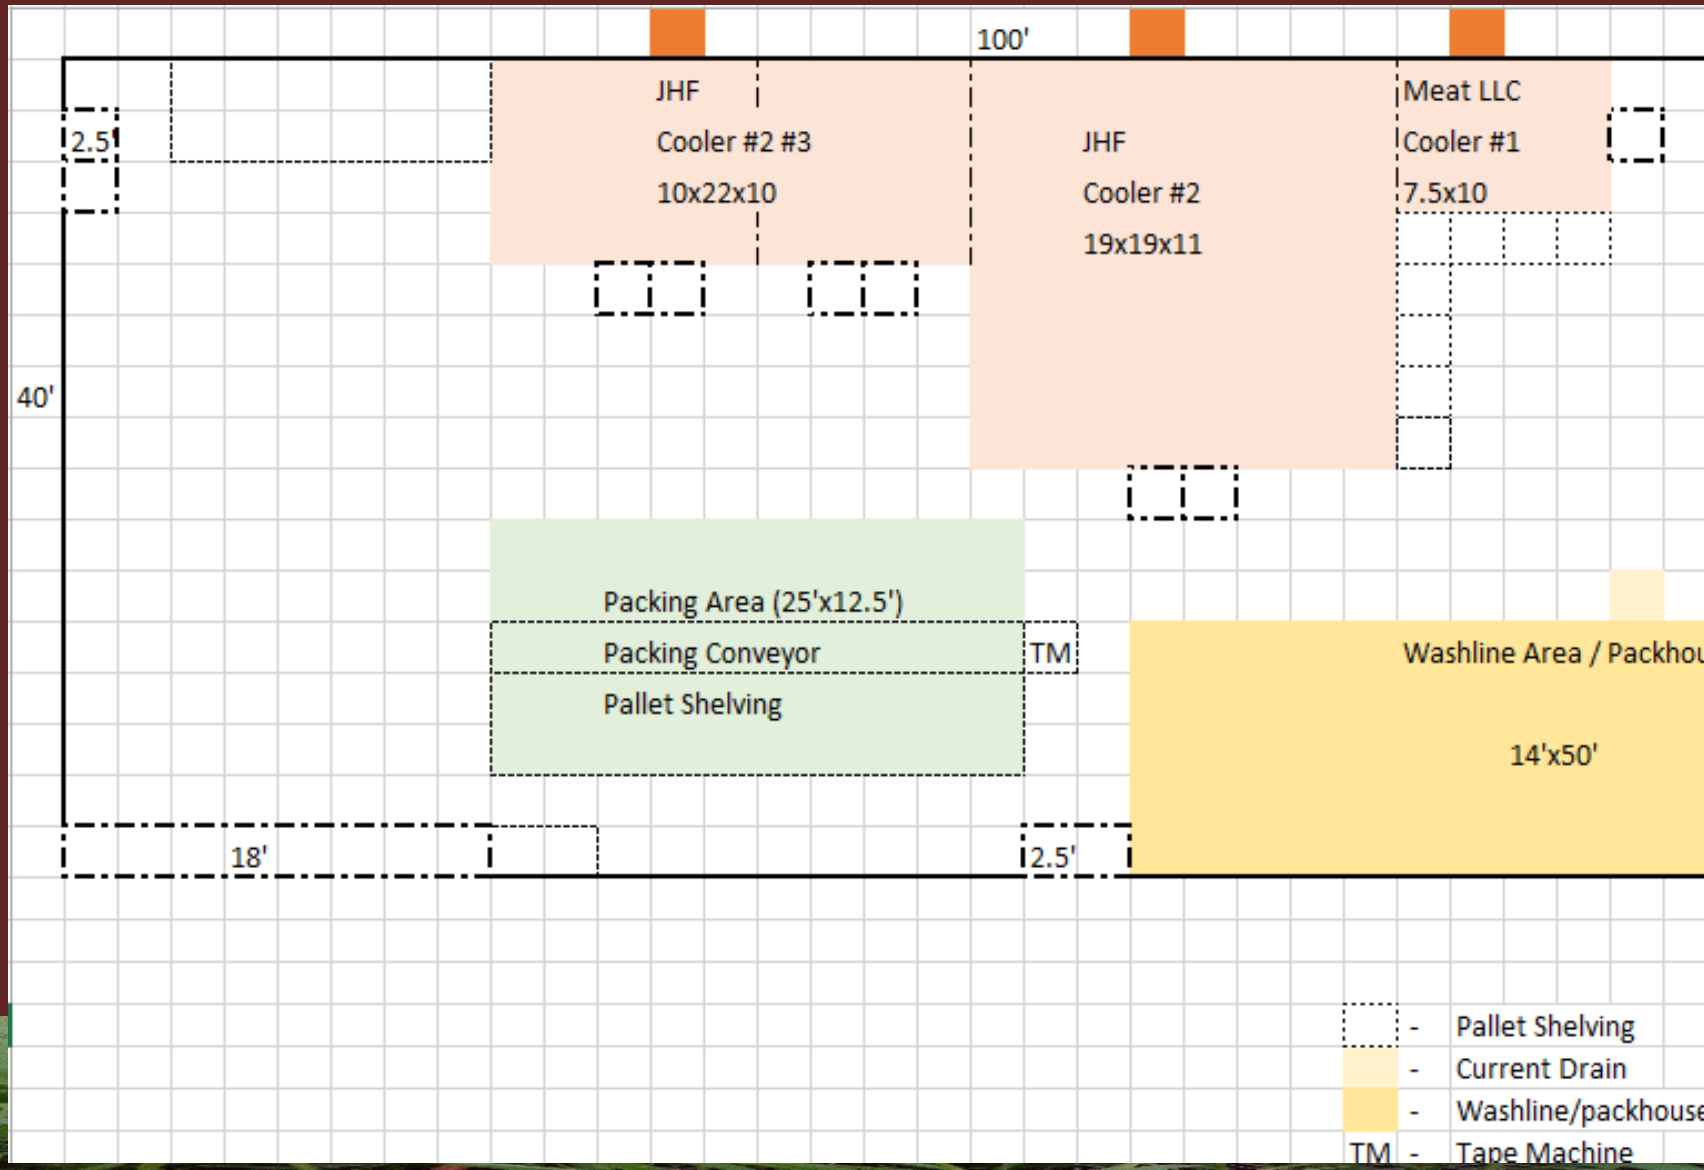 100'
JHF
Cooler #2 #3
10x22x10
JHF
Cooler #2
19x19x11
Meat LLC
Cooler #1
7.5x10
2.5'
40'
Packing Area (25'x12.5')
Packing Conveyor
TM
Pallet Shelving
Washline Area / Packhou
14'x50'
18'
2.5'
- Pallet Shelving
- Current Drain
- Washline/packhouse
TM - Tape Machine